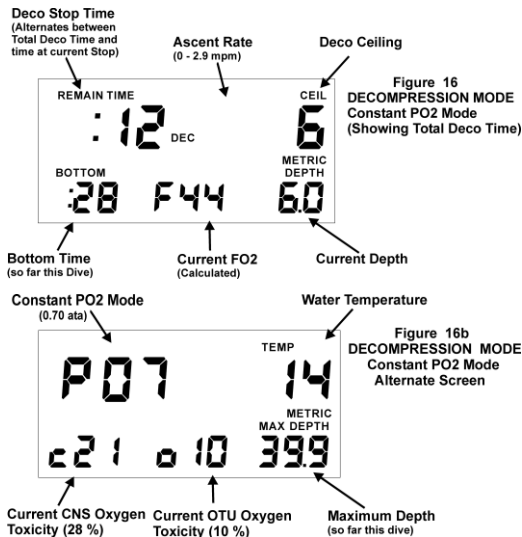 Deco Stop Time
(Alternates between
Total Deco Time and
time at current Stop)
Ascent Rate
(0 - 2.9 mpm)
Deco Ceiling
Figure 16
DECOMPRESSION MODE
Constant PO2 Mode
(Showing Total Deco Time)
REMAIN TIME
CEIL
:12
DEC
6
METRIC
BOTTOM
DEPTH
:28
F44
6.0
Bottom Time
(so far this Dive)
Current FO2
(Calculated)
Current Depth
Constant PO2 Mode
(0.70 ata)
Water Temperature
Figure 16b
DECOMPRESSION MODE
Constant PO2 Mode
Alternate Screen
TEMP
P07
14
METRIC
MAX DEPTH
c21
o10
39.9
Current CNS Oxygen
Toxicity (28 %)
Current OTU Oxygen
Toxicity (10 %)
Maximum Depth
(so far this dive)